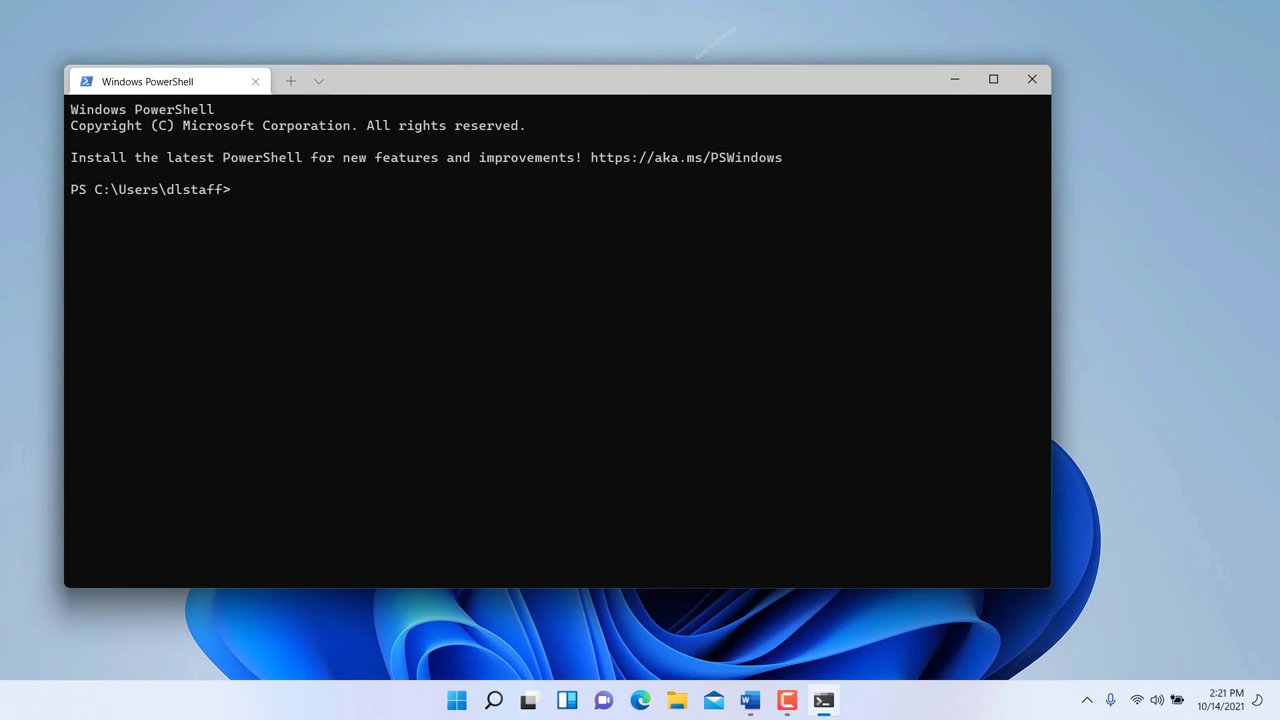 Windows PowerShell
Windows PowerShell
Copyright (C) Microsoft Corporation. All rights reserved.
Install the latest PowerShell for new features and improvements! https://aka.ms/PSWindows
PS C:\Users\dlstaff>
2:21 PM
10/14/2021